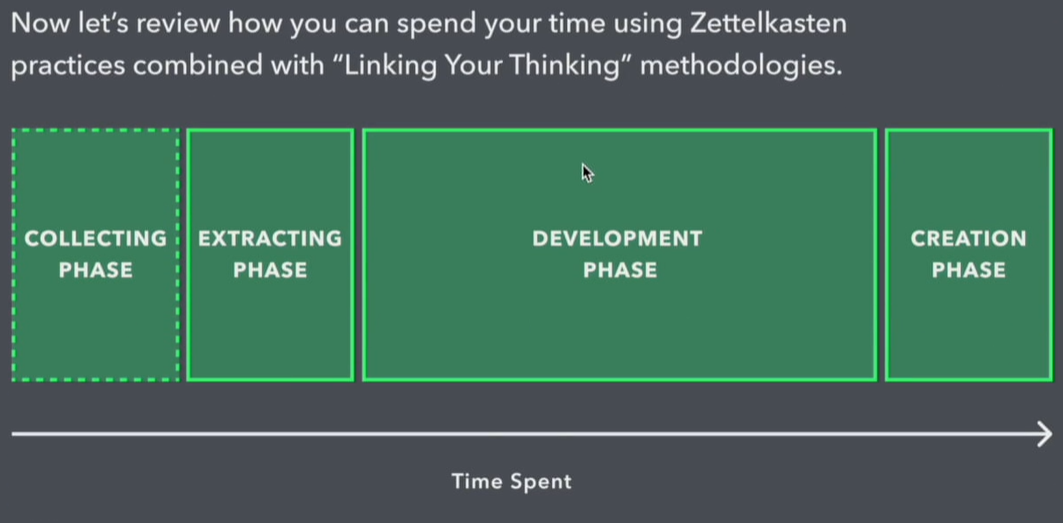 Now let's review how you can spend your time using Zettelkasten
practices combined with “Linking Your Thinking” methodologies.
COLLECTING
PHASE
EXTRACTING
PHASE
DEVELOPMENT
PHASE
CREATION
PHASE
Time Spent